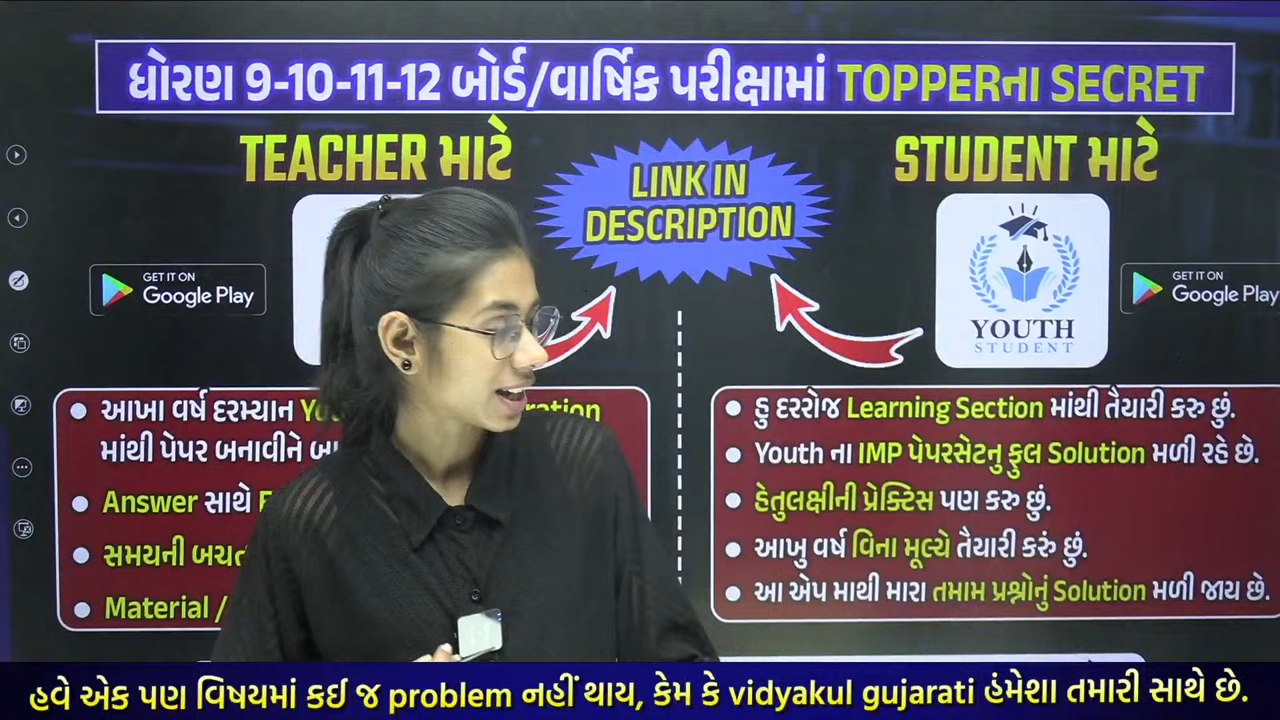 ધોરણ 9-10-11-12 બોર્ડ/વાર્ષિક પરીક્ષામાં TOPPERના SECRET
TEACHER માટે
LINK IN
DESCRIPTION
STUDENT માટે
GET IT ON
Google Play
YOUTH
STUDENT
GET IT ON
Google Play
આખા વર્ષ દરમ્યાન
માંથી પેપર બનાવીને
Answer સાથે
સમયની
Material /
હુ દરરોજ Learning Section માંથી તૈયારી કરુ છું.
Youth ના IMP પેપરસેટનુ ફુલ Solution મળી રહે છે.
હેતુલક્ષીની પ્રેક્ટિસ પણ કરુ છું.
આખુ વર્ષ વિના મૂલ્યે તૈયારી કરું છું.
આ એપ માથી મારા તમામ પ્રશ્નોનું Solution મળી જાય છે.
હવે એક પણ વિષયમાં કઈ જ problem નહીં થાય, કેમ કે vidyakul gujarati હંમેશા તમારી સાથે છે.